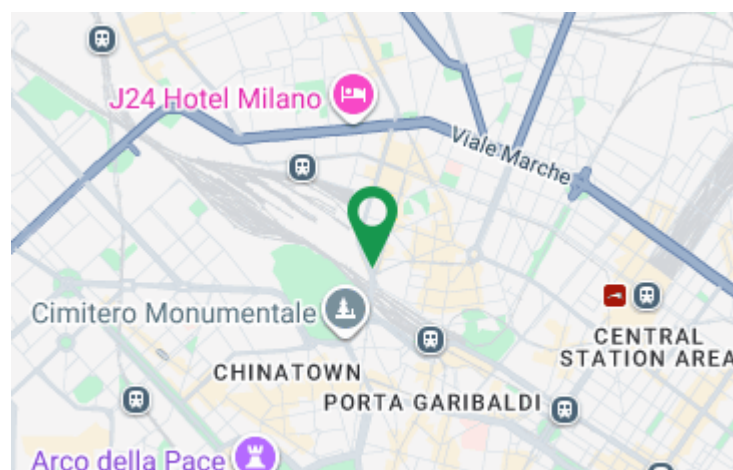 J24 Hotel Milano
Viale Marche
Cimitero Monumentale
CENTRAL
STATION AREA
CHINATOWN
PORTA GARIBALDI
Arco della Pace